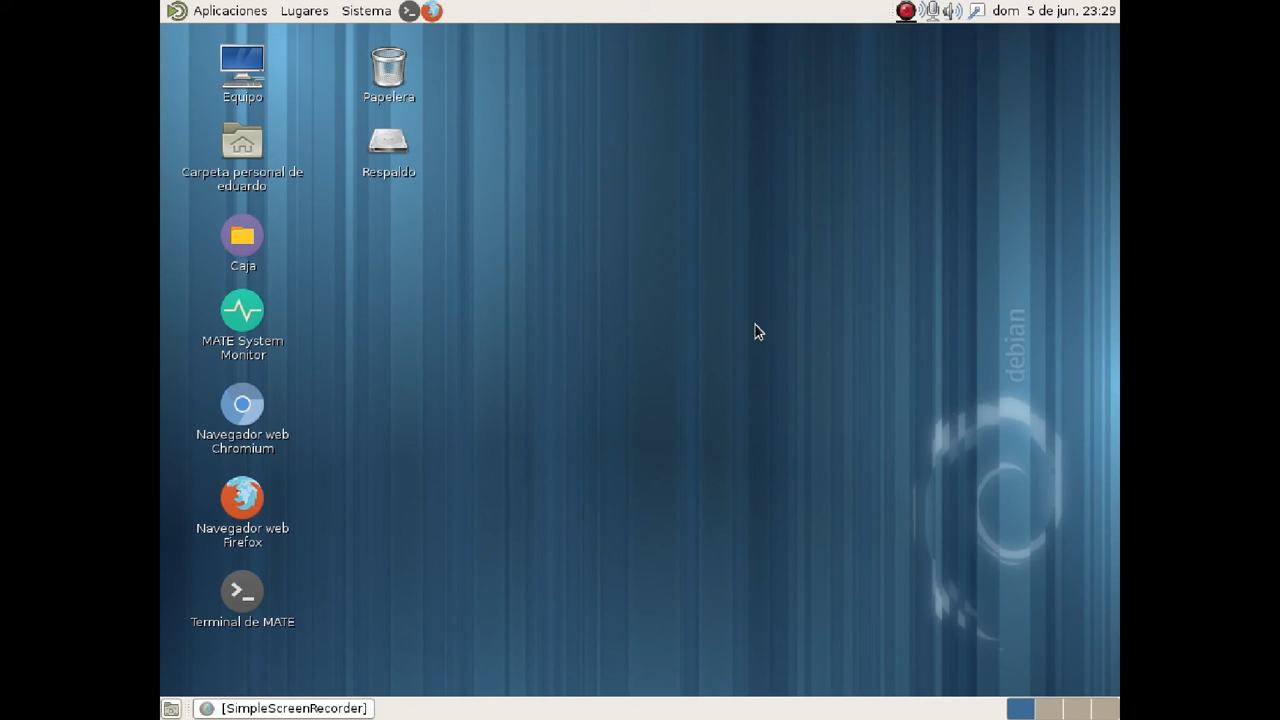 Aplicaciones Lugares Sistema dom 5 de jun, 23:29
Equipo
Papelera
Carpeta personal de
eduardo
Respaldo
Caja
MATE System
Monitor
Navegador web
Chromium
Navegador web
Firefox
Terminal de MATE
debian
[SimpleScreenRecorder]